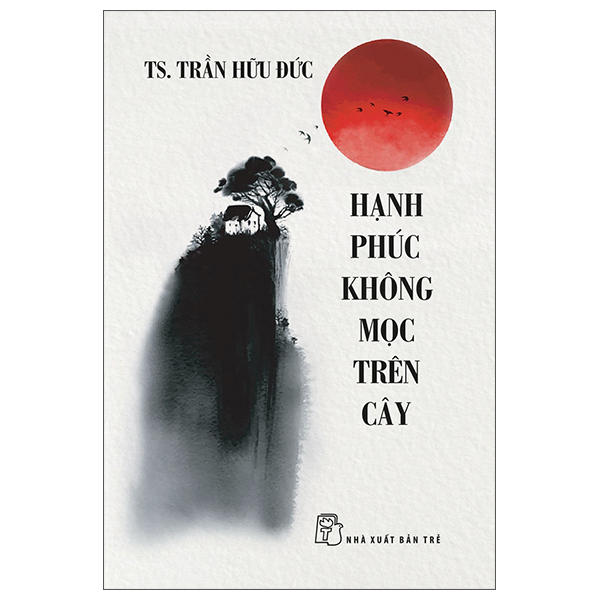 TS. TRẦN HỮU ĐỨC
HẠNH
PHÚC
KHÔNG
MỌC
TRÊN
CÂY
T
NHÀ XUẤT BẢN TRẺ